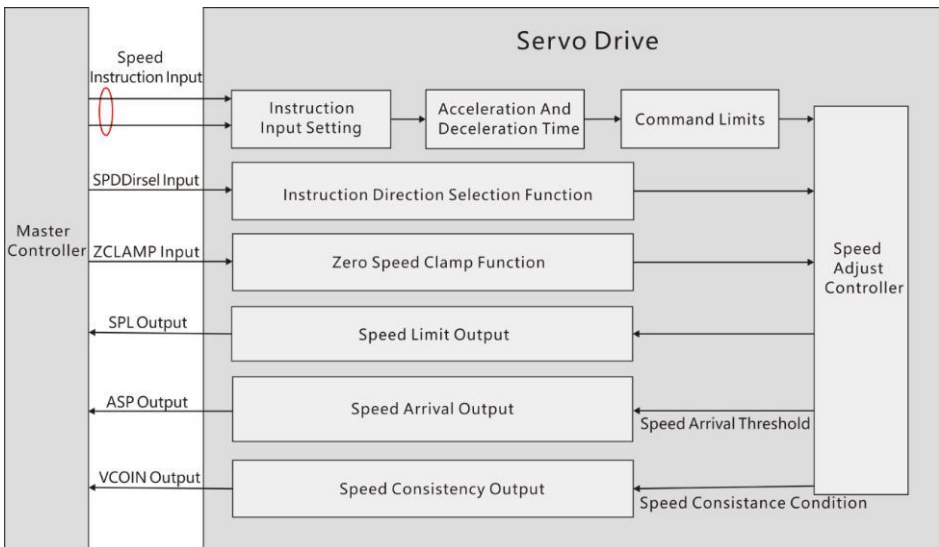 Servo Drive
Speed
Instruction Input
Instruction
Input Setting
Acceleration And
Deceleration Time
Command Limits
SPDDirsel Input
Instruction Direction Selection Function
Master
Controller
ZCLAMP Input
Zero Speed Clamp Function
Speed
Adjust
Controller
SPL Output
Speed Limit Output
ASP Output
Speed Arrival Output
Speed Arrival Threshold
VCOIN Output
Speed Consistency Output
Speed Consistance Condition